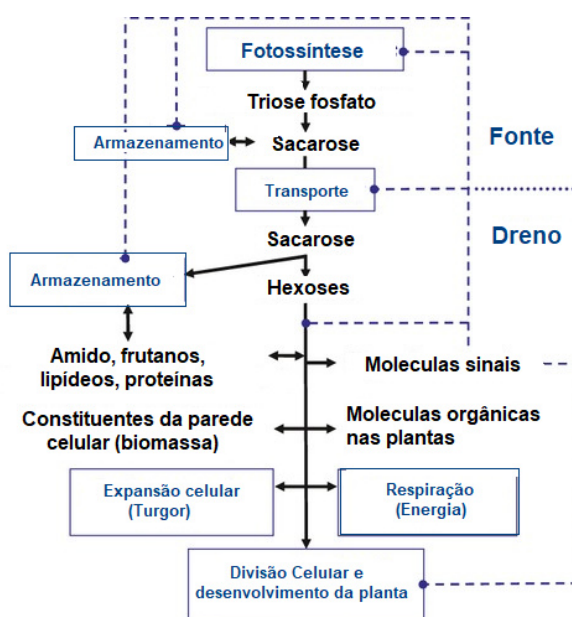 Fotossíntese
Triose fosfato
Armazenamento
Sacarose
Fonte
Transporte
Sacarose
Dreno
Armazenamento
Hexoses
Amido, frutanos,
lipídeos, proteínas
Moleculas sinais
Constituentes da parede
celular (biomassa)
Moleculas orgânicas
nas plantas
Expansão celular
(Turgor)
Respiração
(Energia)
Divisão Celular e
desenvolvimento da planta